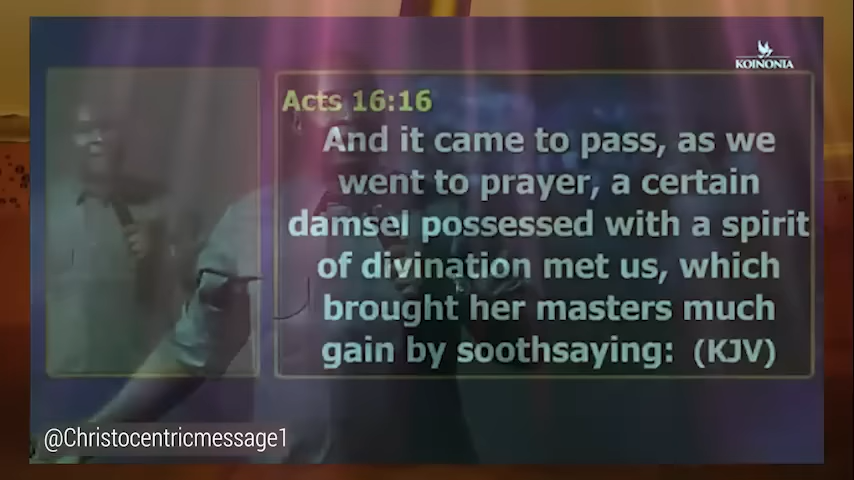 KOINONIA
Acts 16:16
And it came to pass, as we
went to prayer, a certain
damsel possessed with a spirit
of divination met us, which
brought her masters much
gain by soothsaying: (KJV)
@Christocentricmessage1